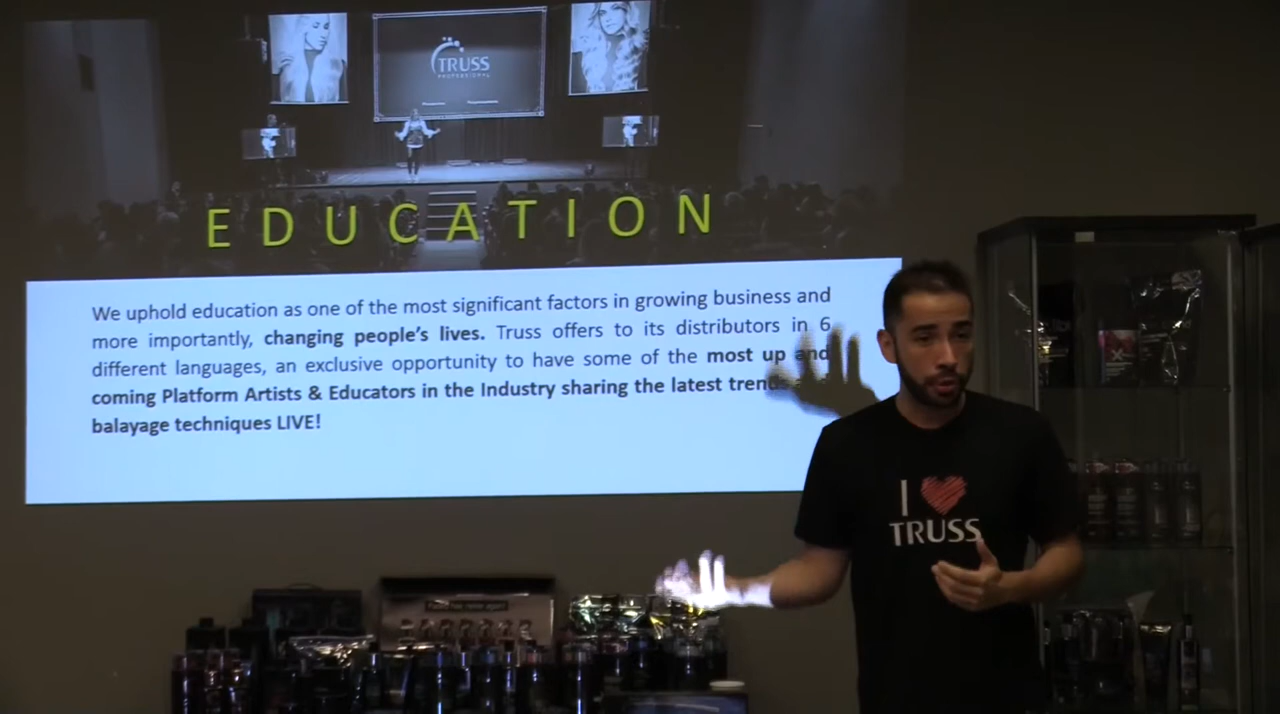 TRUSS
PROFESSIONAL
EDUCATION
We uphold education as one of the most significant factors in growing business and
more importantly, changing people's lives. Truss offers to its distributors in 6
different languages, an exclusive opportunity to have some of the most up and
coming Platform Artists & Educators in the Industry sharing the latest trends
balayage techniques LIVE!
I
TRUSS